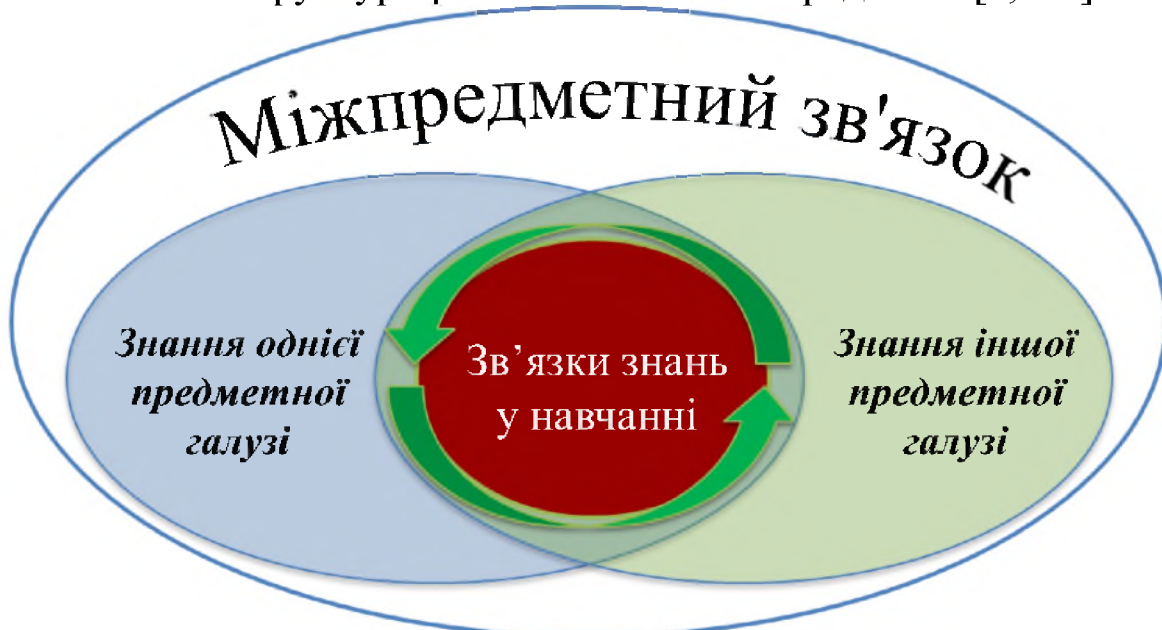 Міжпредметний зв'язок
Знання однієї
предметної
галузі
Зв’язки знань
у навчанні
Знання іншої
предметної
галузі